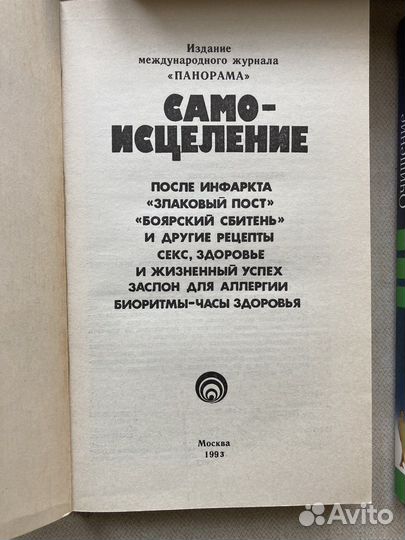 Издание
международного журнала
«ПАНОРАМА»
САМО-
ИСЦЕЛЕНИЕ
ПОСЛЕ ИНФАРКТА
«ЗЛАКОВЫЙ ПОСТ»
«БОЯРСКИЙ СБИТЕНЬ»
И ДРУГИЕ РЕЦЕПТЫ
СЕКС, ЗДОРОВЬЕ
И ЖИЗНЕННЫЙ УСПЕХ
ЗАСЛОН ДЛЯ АЛЛЕРГИИ
БИОРИТМЫ–ЧАСЫ ЗДОРОВЬЯ
Москва
1993
Avito